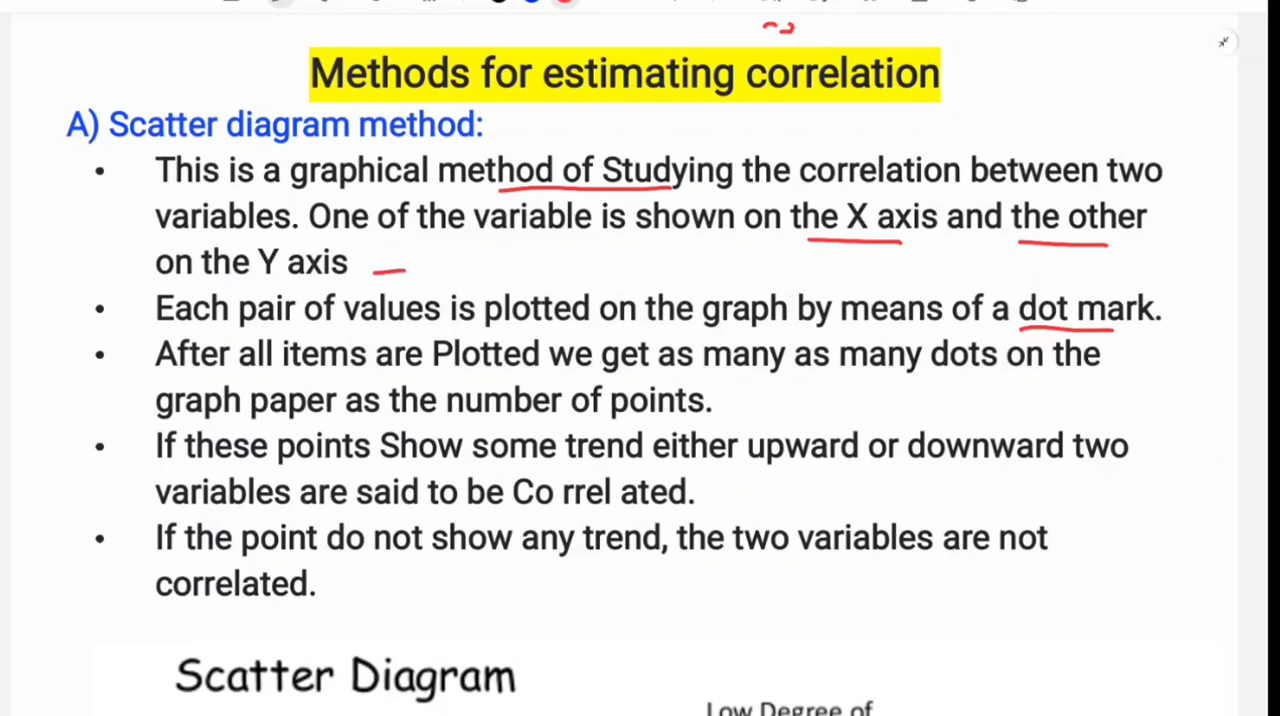 Methods for estimating correlation
A) Scatter diagram method:
• This is a graphical method of Studying the correlation between two
variables. One of the variable is shown on the X axis and the other
on the Y axis
• Each pair of values is plotted on the graph by means of a dot mark.
• After all items are Plotted we get as many as many dots on the
graph paper as the number of points.
• If these points Show some trend either upward or downward two
variables are said to be Co rrel ated.
• If the point do not show any trend, the two variables are not
correlated.
Scatter Diagram
Low Degree of